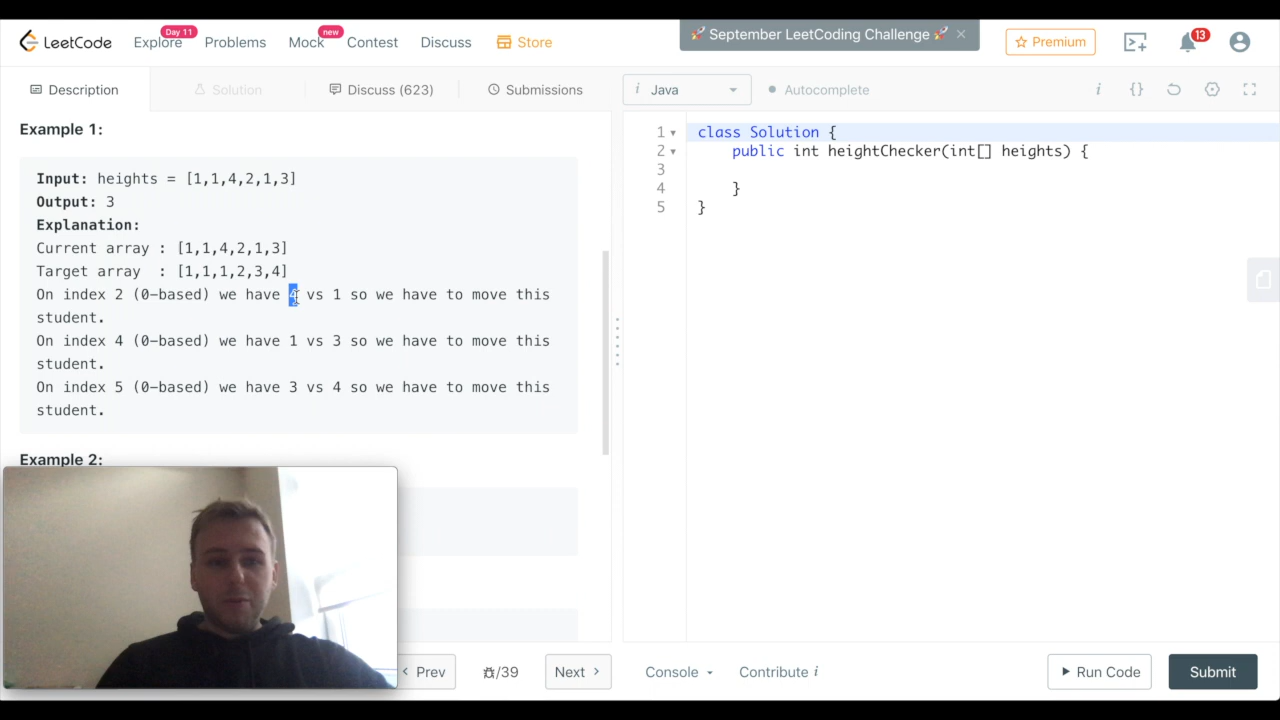 LeetCode
Explore
Day 11
Problems
Mock
new
Contest
Discuss
Store
🚀 September LeetCoding Challenge 🚀 ×
Premium
13
Description
Solution
Discuss (623)
Submissions
i Java
Autocomplete
Example 1:
Input: heights = [1,1,4,2,1,3]
Output: 3
Explanation:
Current array : [1,1,4,2,1,3]
Target array : [1,1,1,2,3,4]
On index 2 (0-based) we have 4 vs 1 so we have to move this
student.
On index 4 (0-based) we have 1 vs 3 so we have to move this
student.
On index 5 (0-based) we have 3 vs 4 so we have to move this
student.
Example 2:
1 class Solution {
2 public int heightChecker(int[] heights) {
3
4 }
5 }
Prev
/39
Next
Console
Contribute i
Run Code
Submit